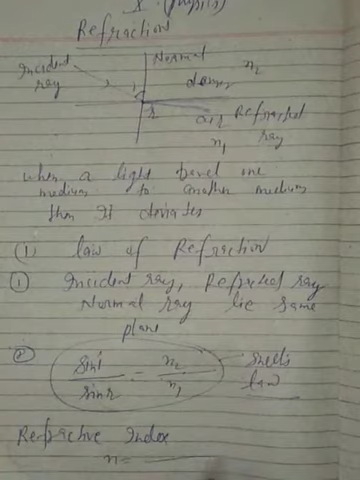 X (Physics)
Refraction
Normal
n2
Incident
ray
i
r
air
Refracted
ray
n1
when a light travel one
medium to another medium
then It deviates
(1) law of Refraction
(1) Incident ray, Refracted ray
Normal ray lie same
plane
(2) sin i / sin r = n2 / n1 Snell's
law
Refractive Index
n =